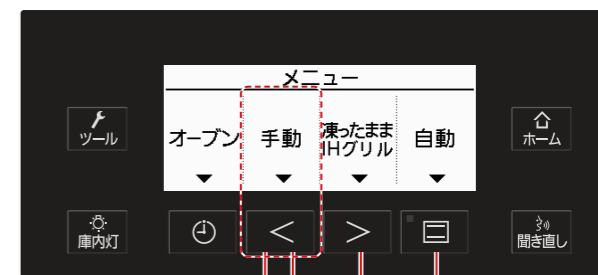 メニュー
オーブン
手動
凍ったまま
IHグリル
自動
ツール
ホーム
庫内灯
聞き直し